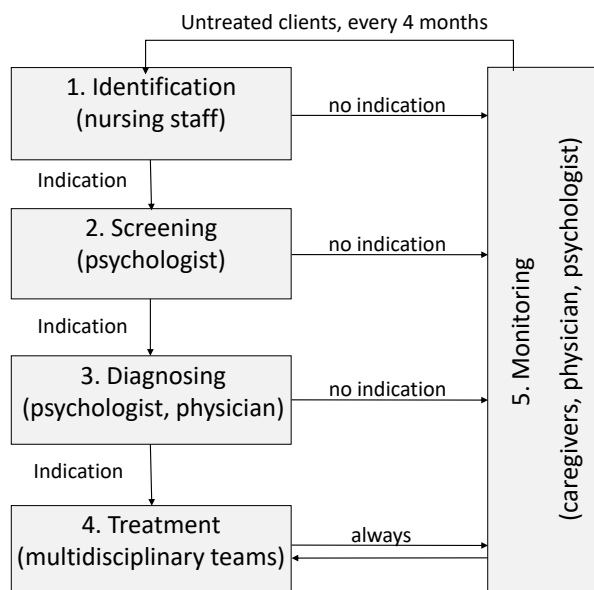 Untreated clients, every 4 months
1. Identification
(nursing staff)
no indication
Indication
2. Screening
(psychologist)
no indication
Indication
3. Diagnosing
(psychologist, physician)
no indication
Indication
4. Treatment
(multidisciplinary teams)
always
5. Monitoring
(caregivers, physician, psychologist)